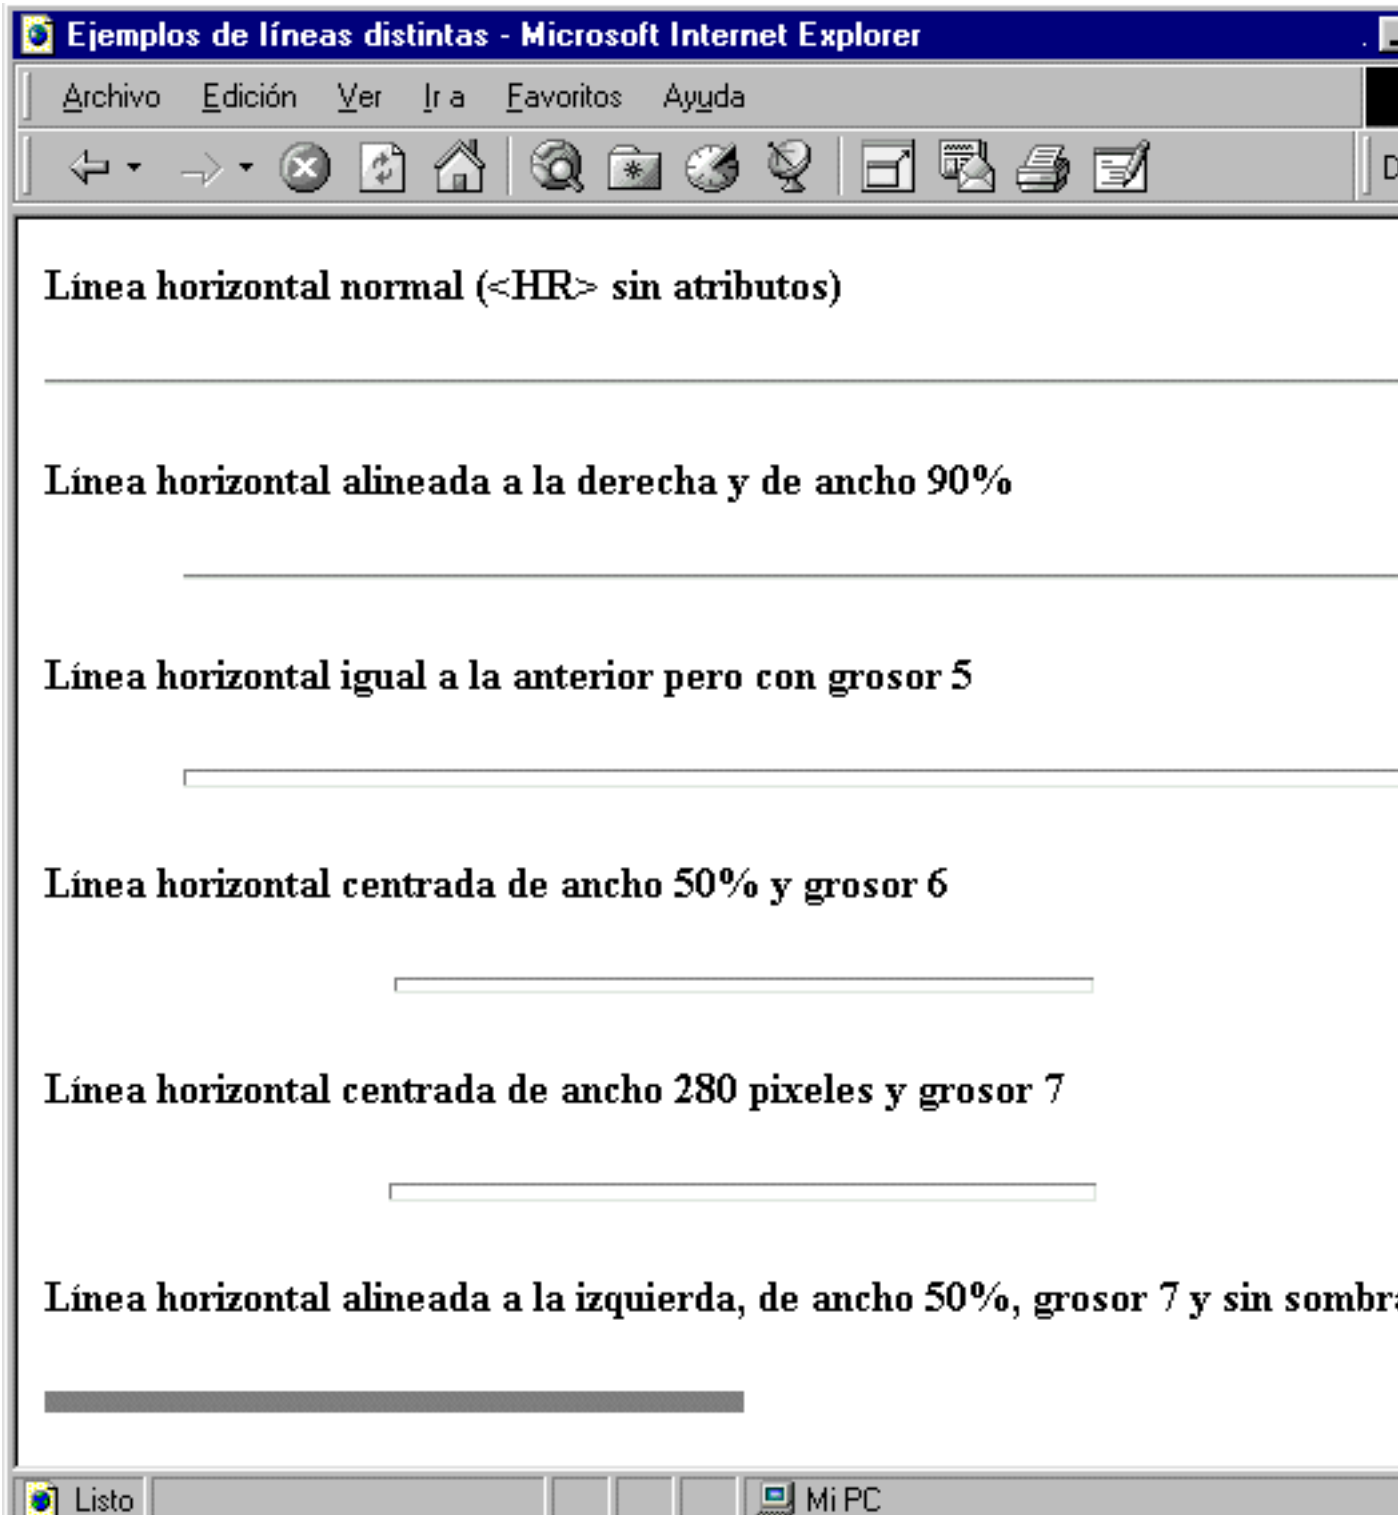 Ejemplos de líneas distintas - Microsoft Internet Explorer
Archivo Edición Ver Ir a Favoritos Ayuda
Línea horizontal normal (<HR> sin atributos)
Línea horizontal alineada a la derecha y de ancho 90%
Línea horizontal igual a la anterior pero con grosor 5
Línea horizontal centrada de ancho 50% y grosor 6
Línea horizontal centrada de ancho 280 pixeles y grosor 7
Línea horizontal alineada a la izquierda, de ancho 50%, grosor 7 y sin
Listo Mi PC